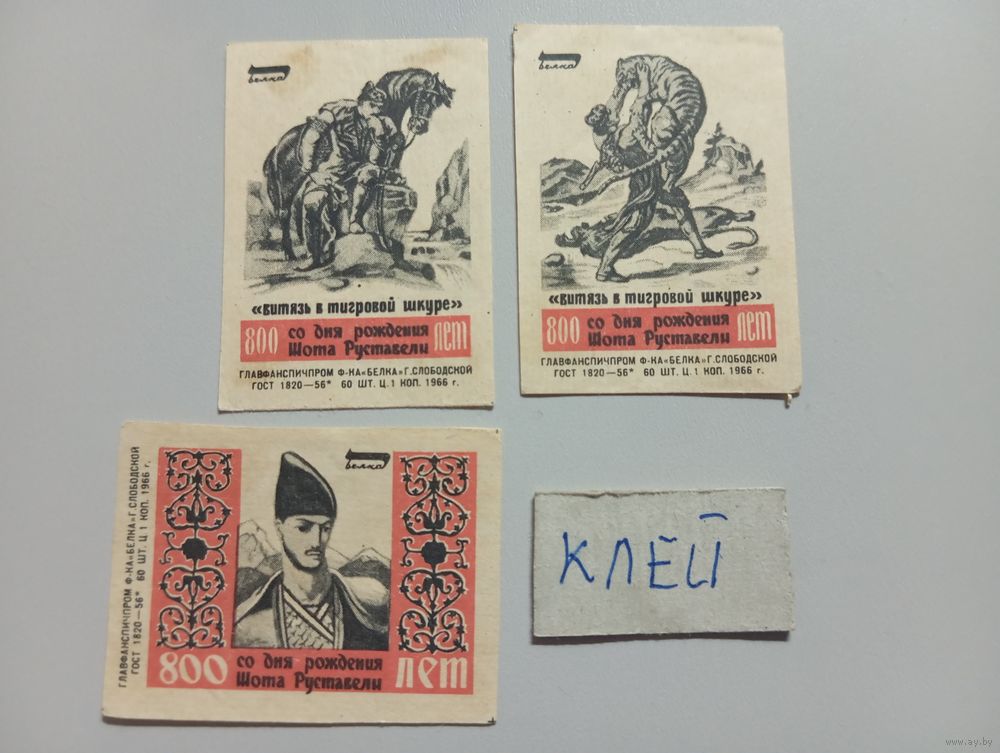 белка
«витязь в тигровой шкуре»
800 со дня рождения лет
Шота Руставели
ГЛАВФАНСПИЧПРОМ Ф-КА«БЕЛКА»Г.СЛОБОДСКОЙ
ГОСТ 1820—56* 60 ШТ. Ц.1 КОП. 1966 г.
белка
«витязь в тигровой шкуре»
800 со дня рождения лет
Шота Руставели
ГЛАВФАНСПИЧПРОМ Ф-КА«БЕЛКА»Г.СЛОБОДСКОЙ
ГОСТ 1820—56* 60 ШТ. Ц.1 КОП. 1966 г.
ГЛАВФАНСПИЧПРОМ Ф-КА«БЕЛКА»Г.СЛОБОДСКОЙ
ГОСТ 1820—56* 60 ШТ. Ц.1 КОП. 1966 г.
белка
800 со дня рождения лет
Шота Руставели
КЛЕЙ
www.ay.by